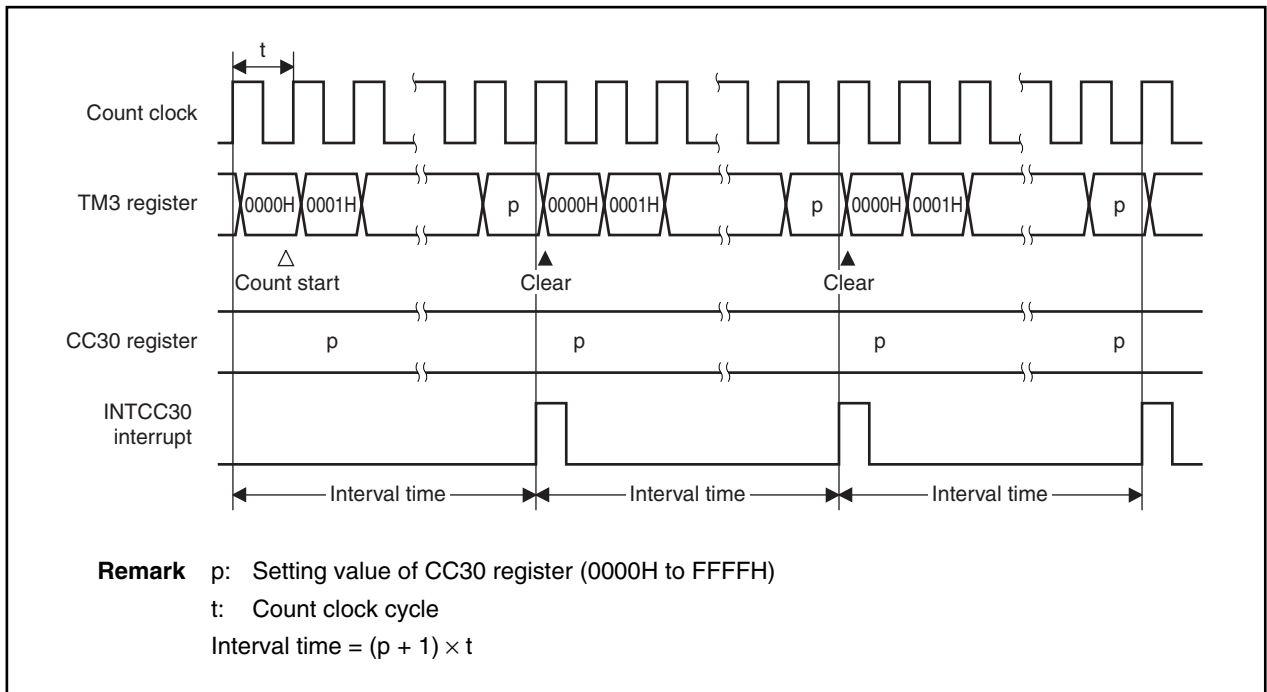 t
Count clock
TM3 register
0000H 0001H p 0000H 0001H p 0000H 0001H p
△ ▲ ▲
Count start Clear Clear
CC30 register p p p p
INTCC30
interrupt
Interval time Interval time Interval time
Remark p: Setting value of CC30 register (0000H to FFFFH)
t: Count clock cycle
Interval time = (p + 1) × t